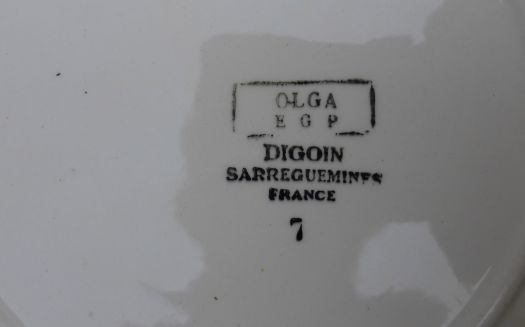 OLGA
E G P
DIGOIN
SARREGUEMINES
FRANCE
7